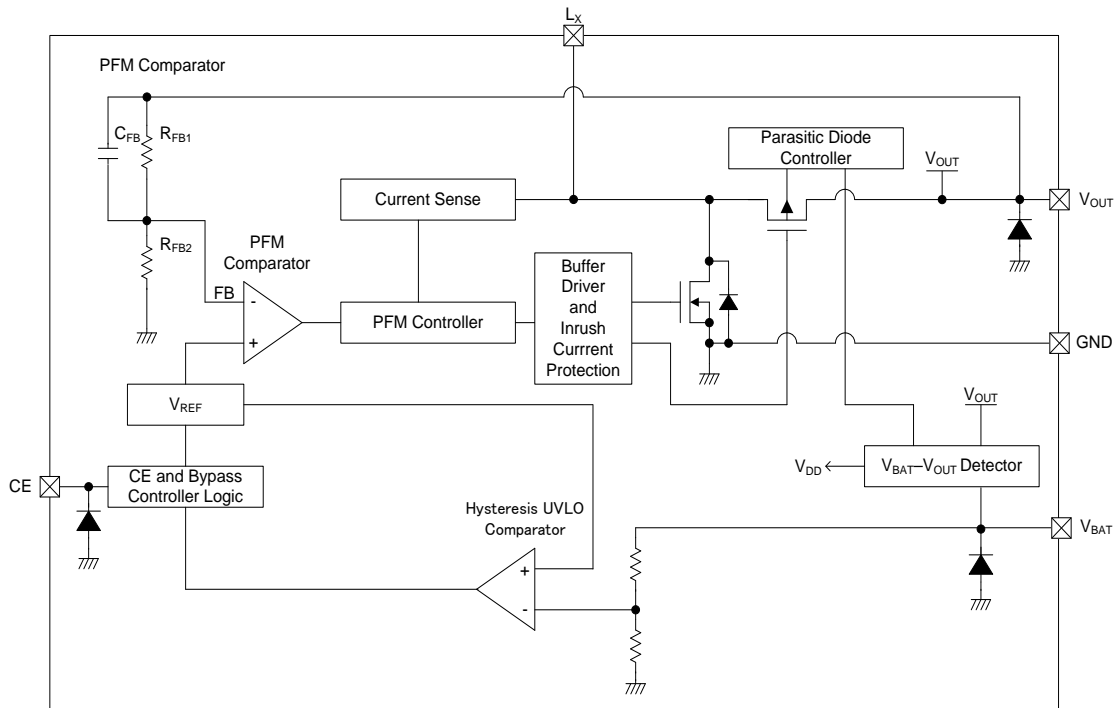 LX
PFM Comparator
CFB
RFB1
Parasitic Diode
Controller
VOUT
Current Sense
VOUT
RFB2
PFM
Comparator
Buffer
Driver
and
Inrush
Currrent
Protection
FB
-
+
PFM Controller
GND
VREF
VOUT
CE
CE and Bypass
Controller Logic
VDD
VBAT–VOUT Detector
Hysteresis UVLO
Comparator
VBAT
+
-